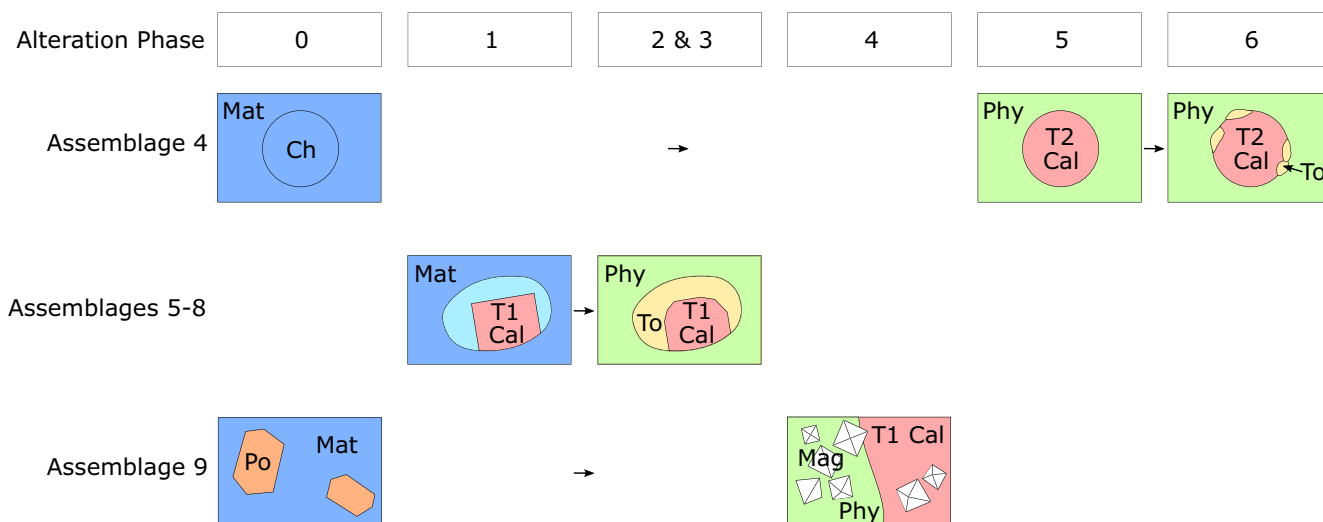 Alteration Phase 0 1 2 & 3 4 5 6
Assemblage 4
Mat
Ch
Phy
T2
Cal
Phy
T2
Cal
To
Assemblages 5-8
Mat
T1
Cal
Phy
To
T1
Cal
Assemblage 9
Po
Mat
Mag
Phy
T1 Cal